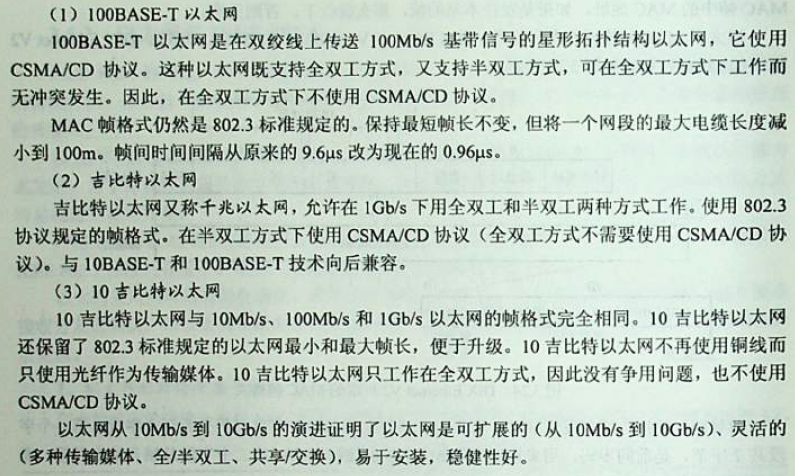 （1）100BASE-T 以太网
100BASE-T 以太网是在双绞线上传送 100Mb/s 基带信号的星形拓扑结构以太网，它使用
CSMA/CD 协议。这种以太网既支持全双工方式，又支持半双工方式，可在全双工方式下工作而
无冲突发生。因此，在全双工方式下不使用 CSMA/CD 协议。
MAC 帧格式仍然是 802.3 标准规定的。保持最短帧长不变，但将一个网段的最大电缆长度减
小到 100m。帧间时间间隔从原来的 9.6μs 改为现在的 0.96μs。
（2）吉比特以太网
吉比特以太网又称千兆以太网，允许在 1Gb/s 下用全双工和半双工两种方式工作。使用 802.3
协议规定的帧格式。在半双工方式下使用 CSMA/CD 协议（全双工方式不需要使用 CSMA/CD 协
议）。与 10BASE-T 和 100BASE-T 技术向后兼容。
（3）10 吉比特以太网
10 吉比特以太网与 10Mb/s、100Mb/s 和 1Gb/s 以太网的帧格式完全相同。10 吉比特以太网
还保留了 802.3 标准规定的以太网最小和最大帧长，便于升级。10 吉比特以太网不再使用铜线而
只使用光纤作为传输媒体。10 吉比特以太网只工作在全双工方式，因此没有争用问题，也不使用
CSMA/CD 协议。
以太网从 10Mb/s 到 10Gb/s 的演进证明了以太网是可扩展的（从 10Mb/s 到 10Gb/s）、灵活的
（多种传输媒体、全/半双工、共享/交换），易于安装，稳健性好。